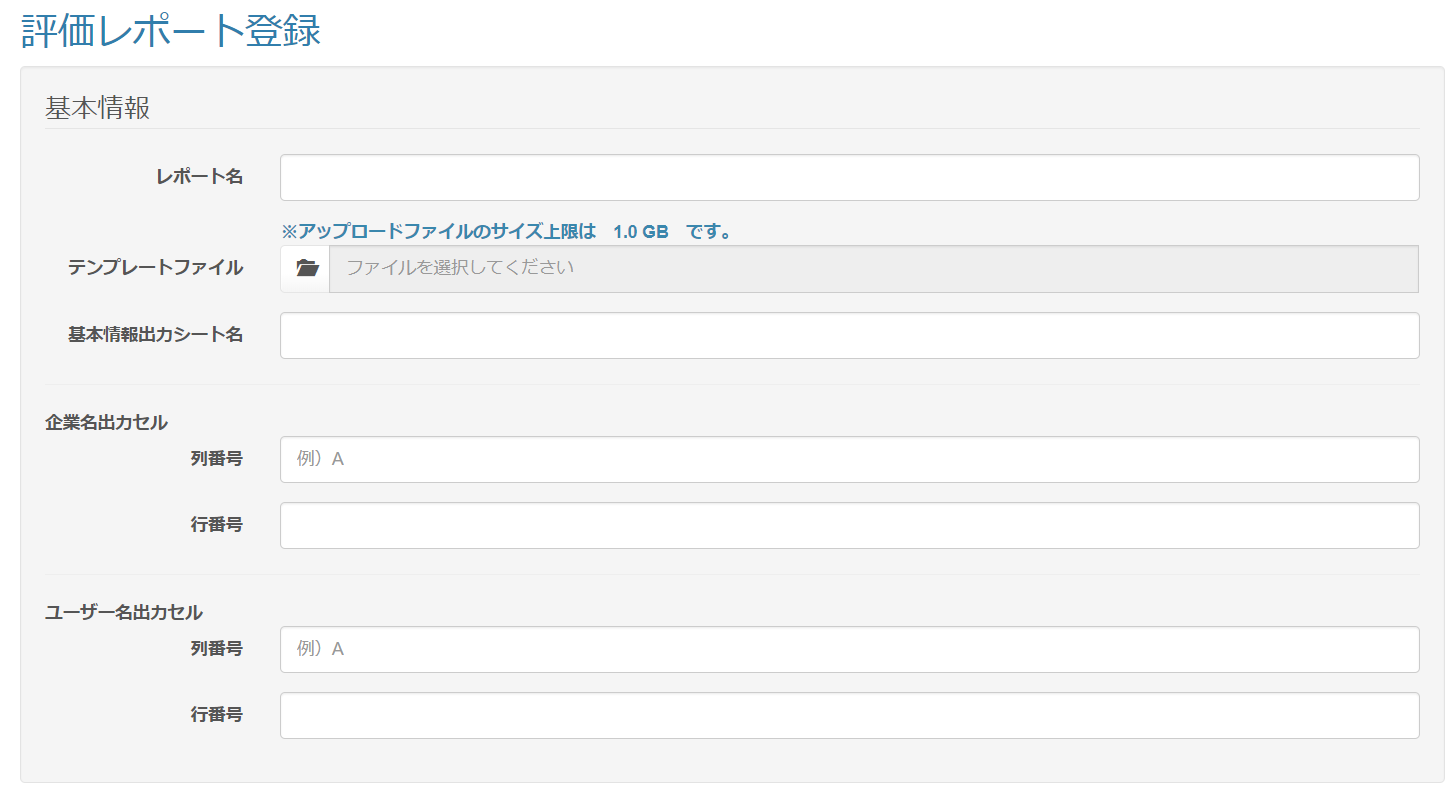 評価レポート登録
基本情報
レポート名
※アップロードファイルのサイズ上限は　1.0 GB　です。
テンプレートファイル
ファイルを選択してください
基本情報出力シート名
企業名出力セル
列番号
例）A
行番号
ユーザー名出力セル
列番号
例）A
行番号